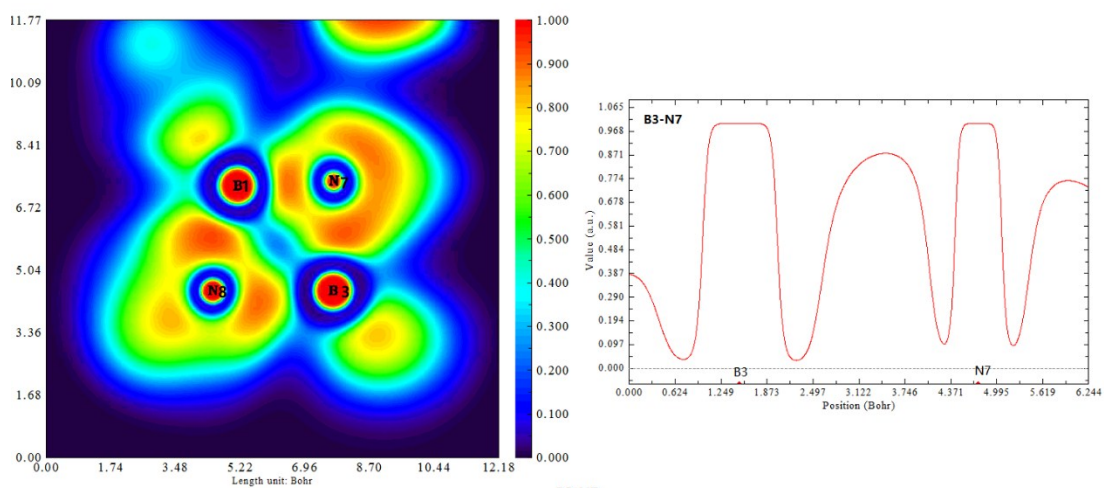 11.77
10.09
8.41
6.72
5.04
3.36
1.68
0.00
0.00 1.74 3.48 5.22 6.96 8.70 10.44 12.18
Length unit: Bohr
B1
N7
N8
B 3
1.000
0.900
0.800
0.700
0.600
0.500
0.400
0.300
0.200
0.100
0.000
B3-N7
Value (a.u.)
1.065
0.968
0.871
0.774
0.678
0.581
0.484
0.387
0.290
0.194
0.097
0.000
B3
N7
0.000 0.624 1.249 1.873 2.497 3.122 3.746 4.371 4.995 5.619 6.244
Position (Bohr)